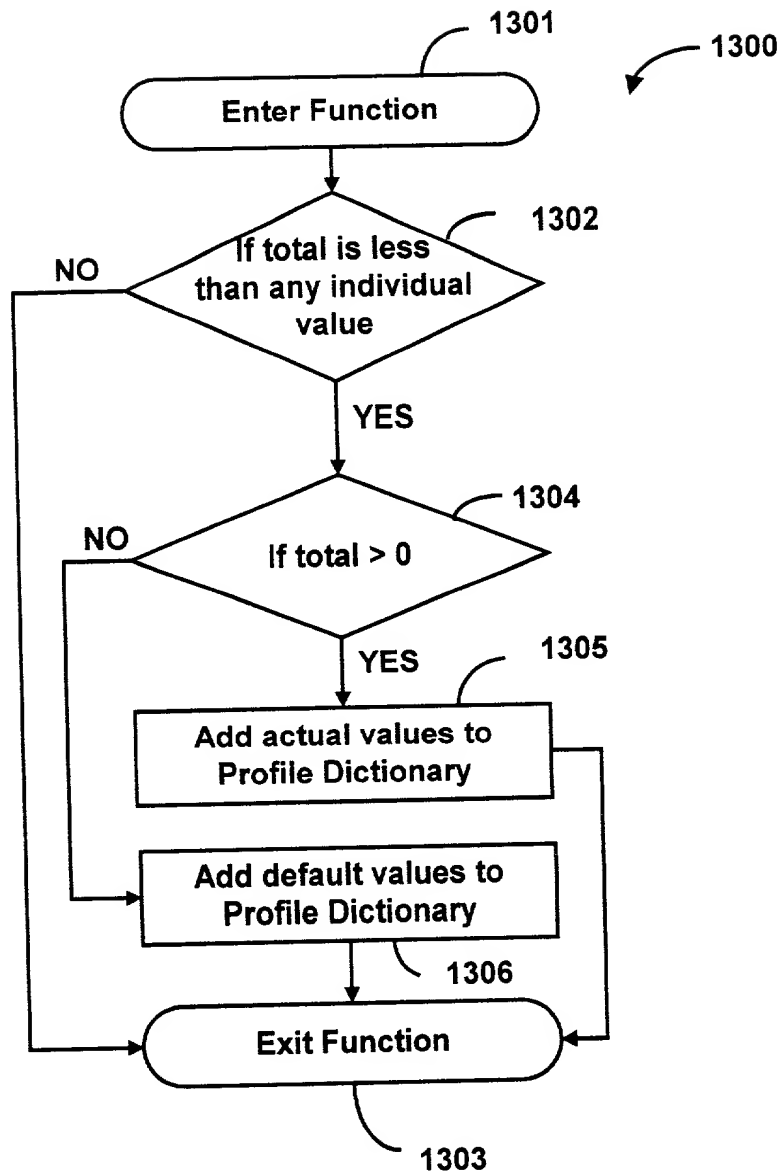 1301
1300
Enter Function
1302
If total is less
than any individual
value
NO
YES
1304
NO
If total > 0
YES
1305
Add actual values to
Profile Dictionary
Add default values to
Profile Dictionary
1306
Exit Function
1303